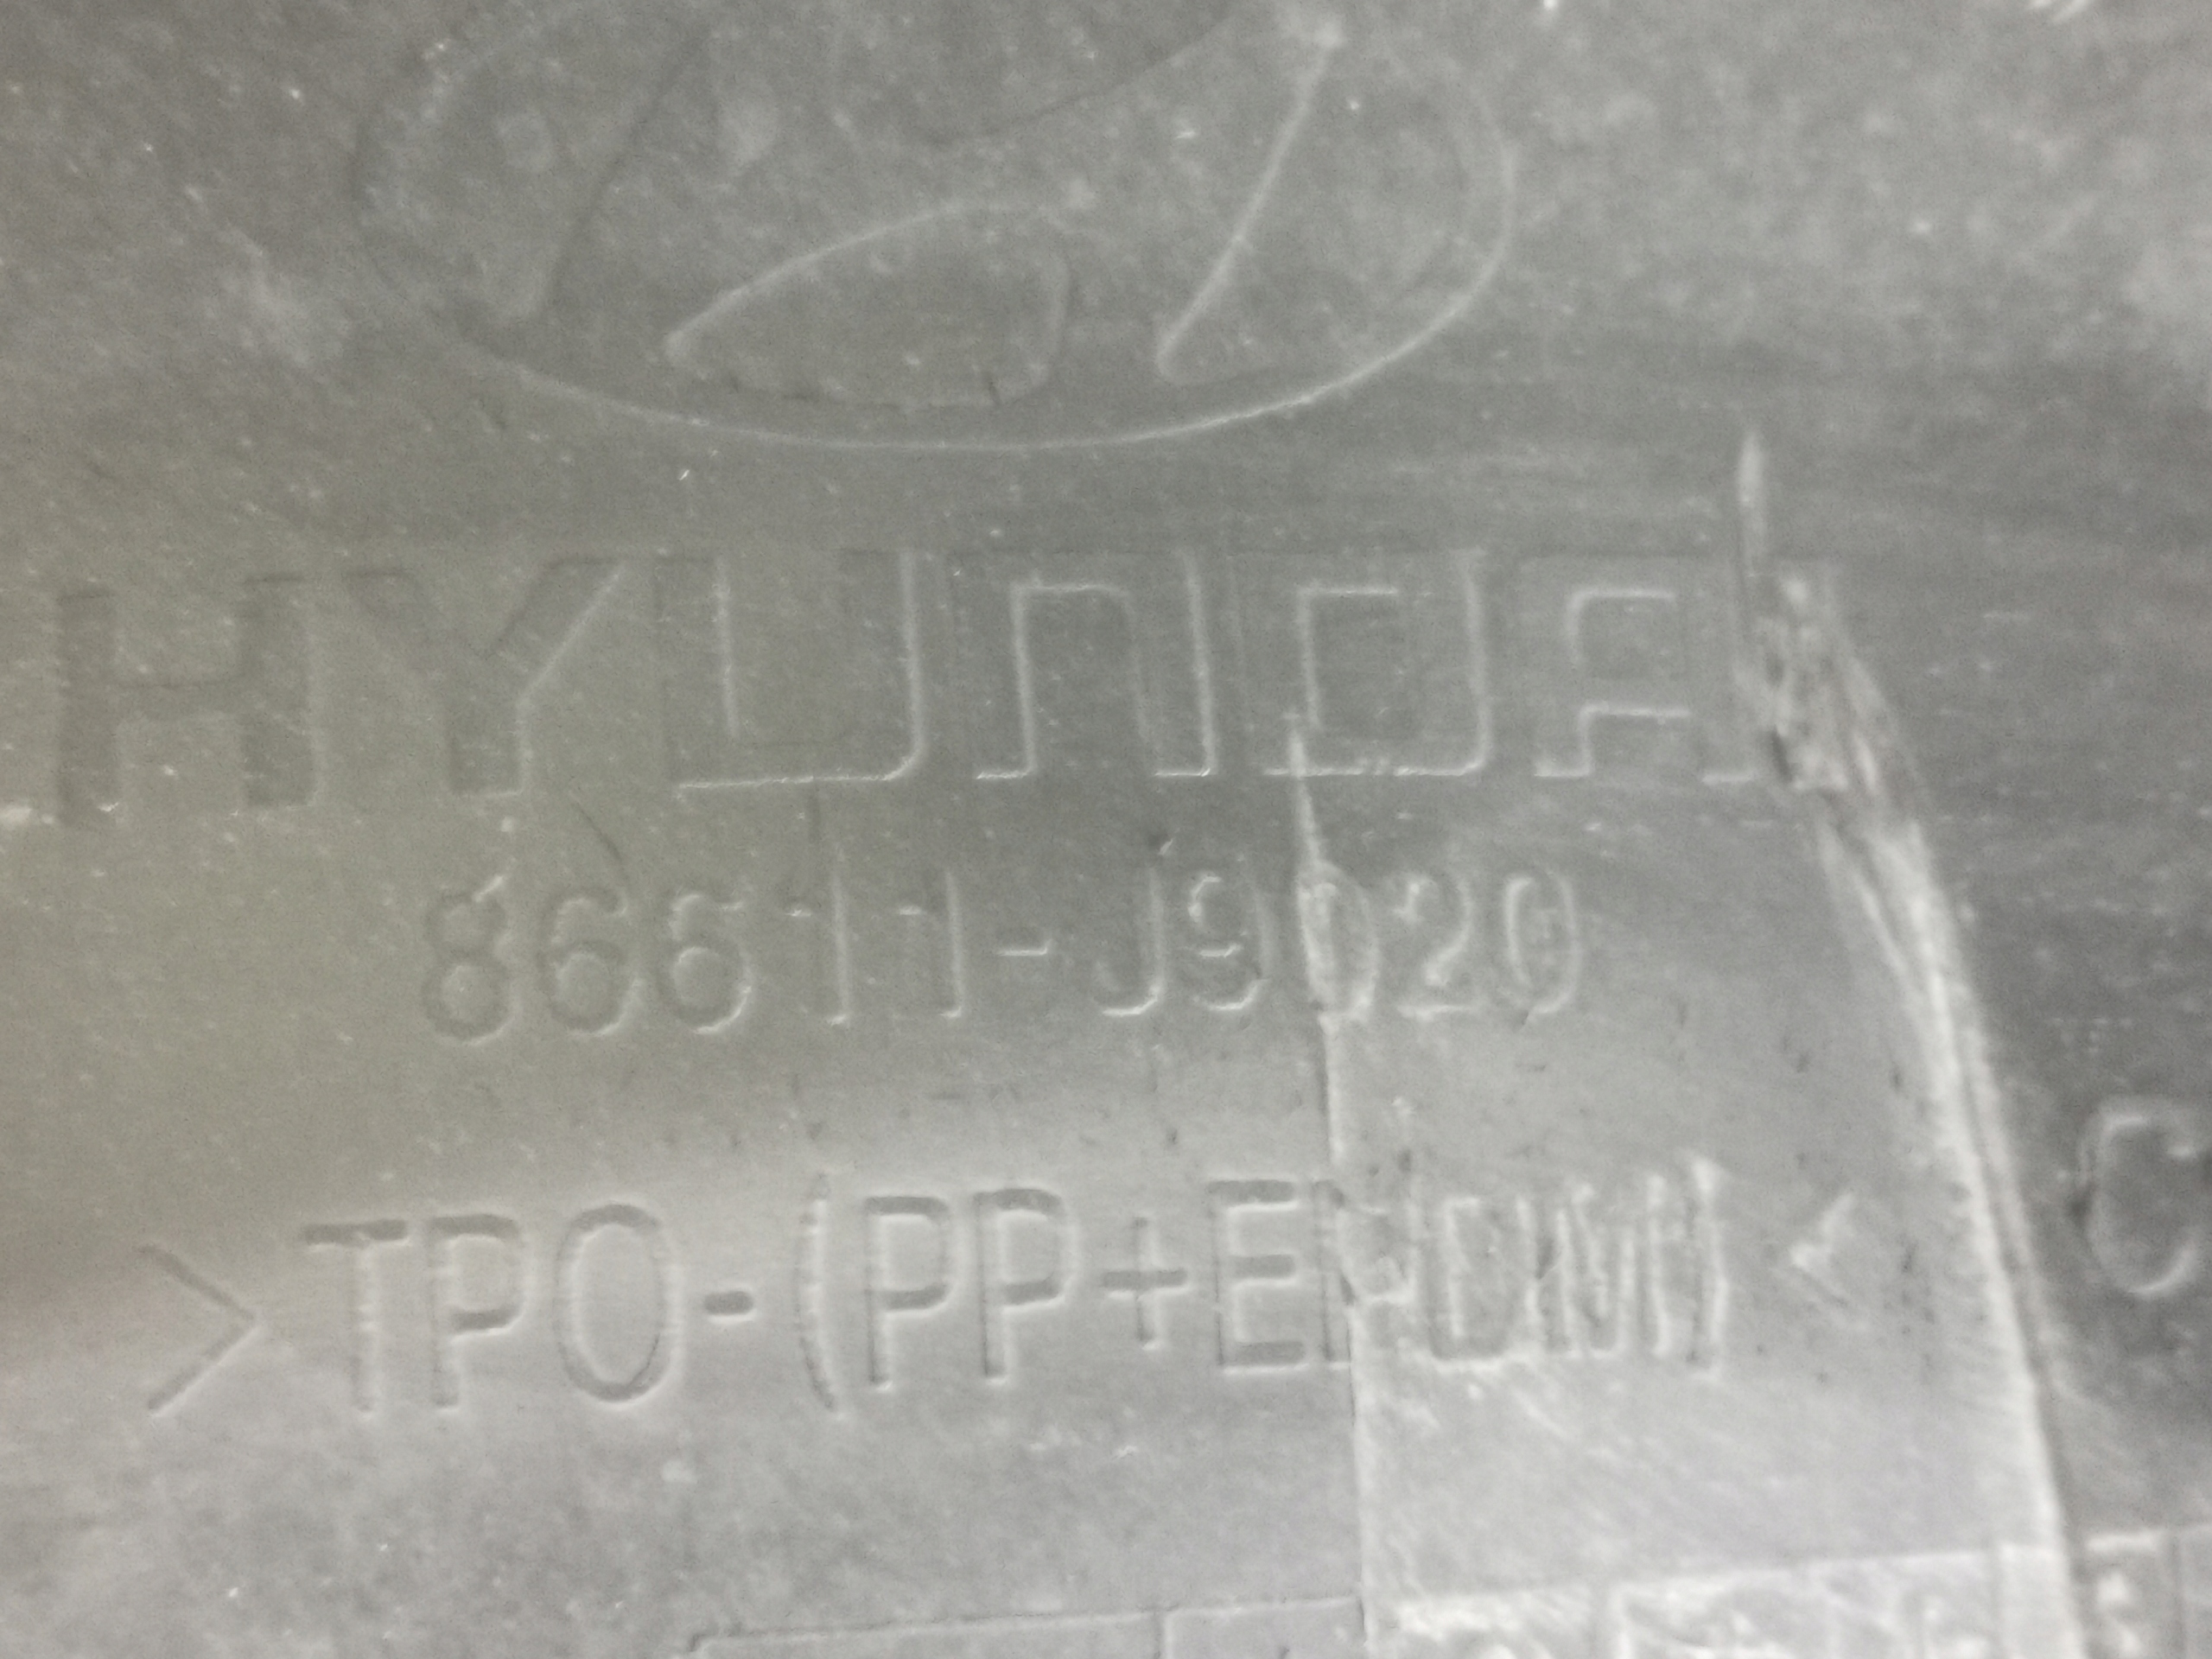 HYUNDAI
86611-J9020
>TPO-(PP+EPDM)<
C